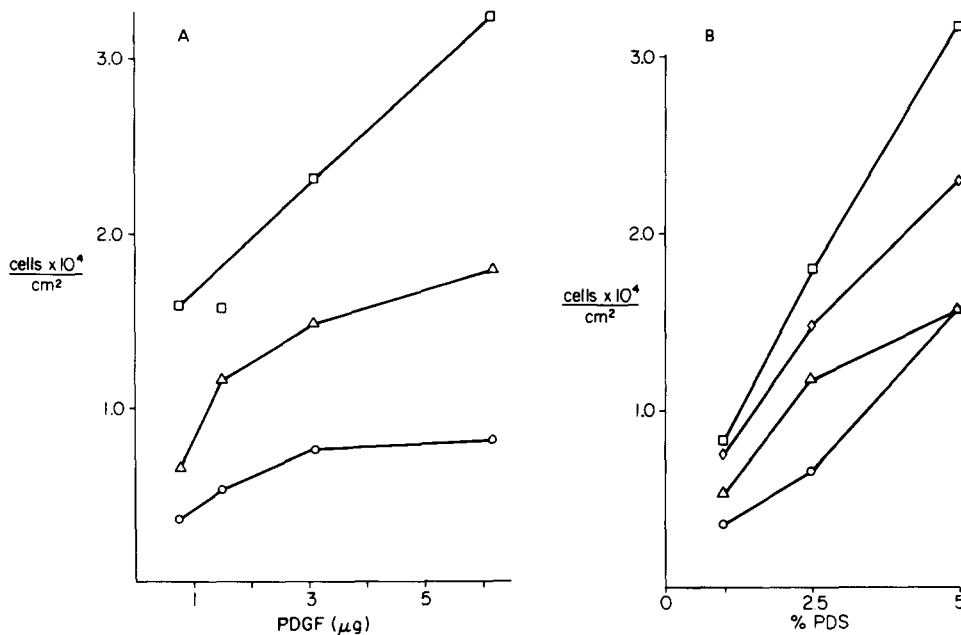 A
3.0
2.0
1.0
cells x 10⁴
cm²
1
3
5
PDGF (μg)
B
3.0
2.0
1.0
cells x 10⁴
cm²
0
2.5
5
% PDS